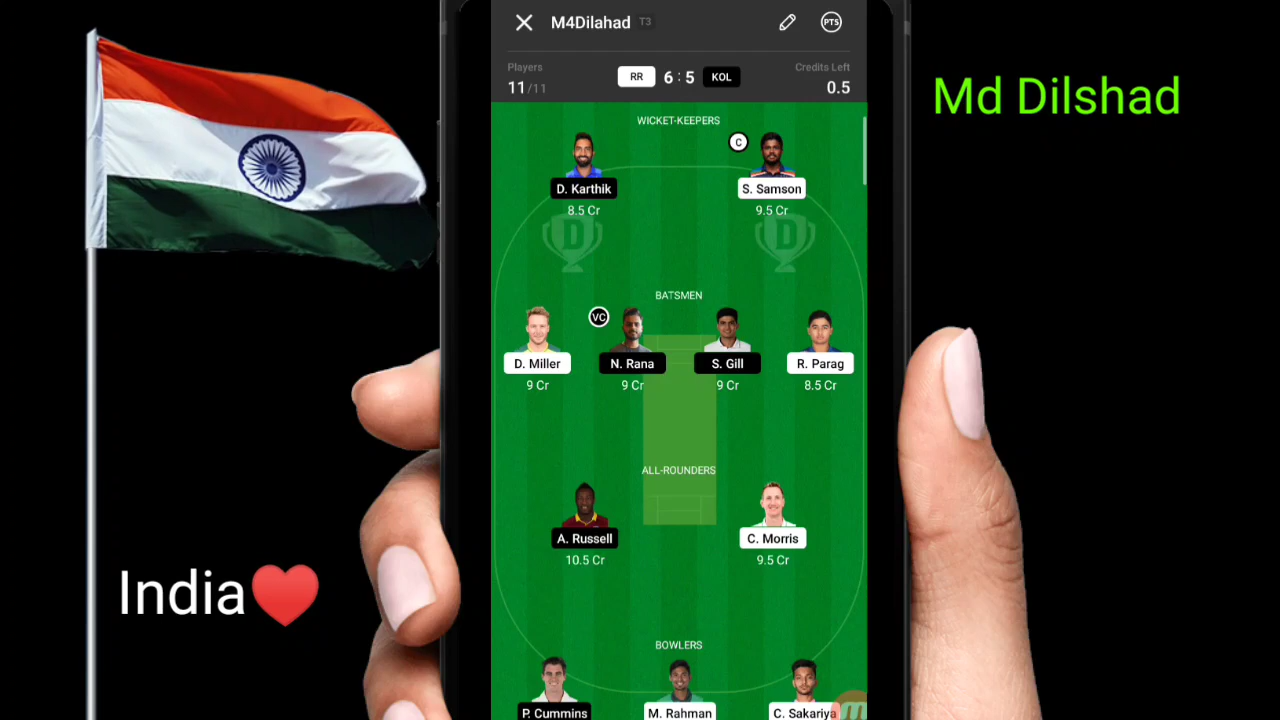 M4Dilahad T3
PTS
Players
Credits Left
11/11
RR 6 : 5 KOL
0.5
Md Dilshad
WICKET-KEEPERS
C
D. Karthik
S. Samson
8.5 Cr
9.5 Cr
D
D
BATSMEN
VC
D. Miller
N. Rana
S. Gill
R. Parag
9 Cr
9 Cr
9 Cr
8.5 Cr
ALL-ROUNDERS
A. Russell
C. Morris
10.5 Cr
9.5 Cr
India
BOWLERS
P. Cummins
M. Rahman
C. Sakariya